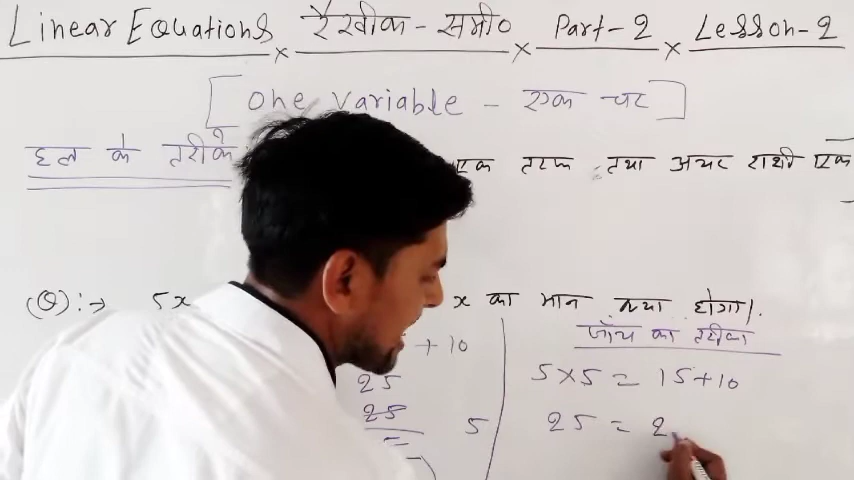 Linear Equations × रैखीक - समी० × Part-2 × Lesson-2
[One variable - एक चर]
हल के तरीके एक तरफ तथा अचर राशी एक
(Q):→ 5x x का मान क्या होगा।
जाँच का तरीका
+ 10
5×5 = 15+10
25
25 = 2
25
= 5